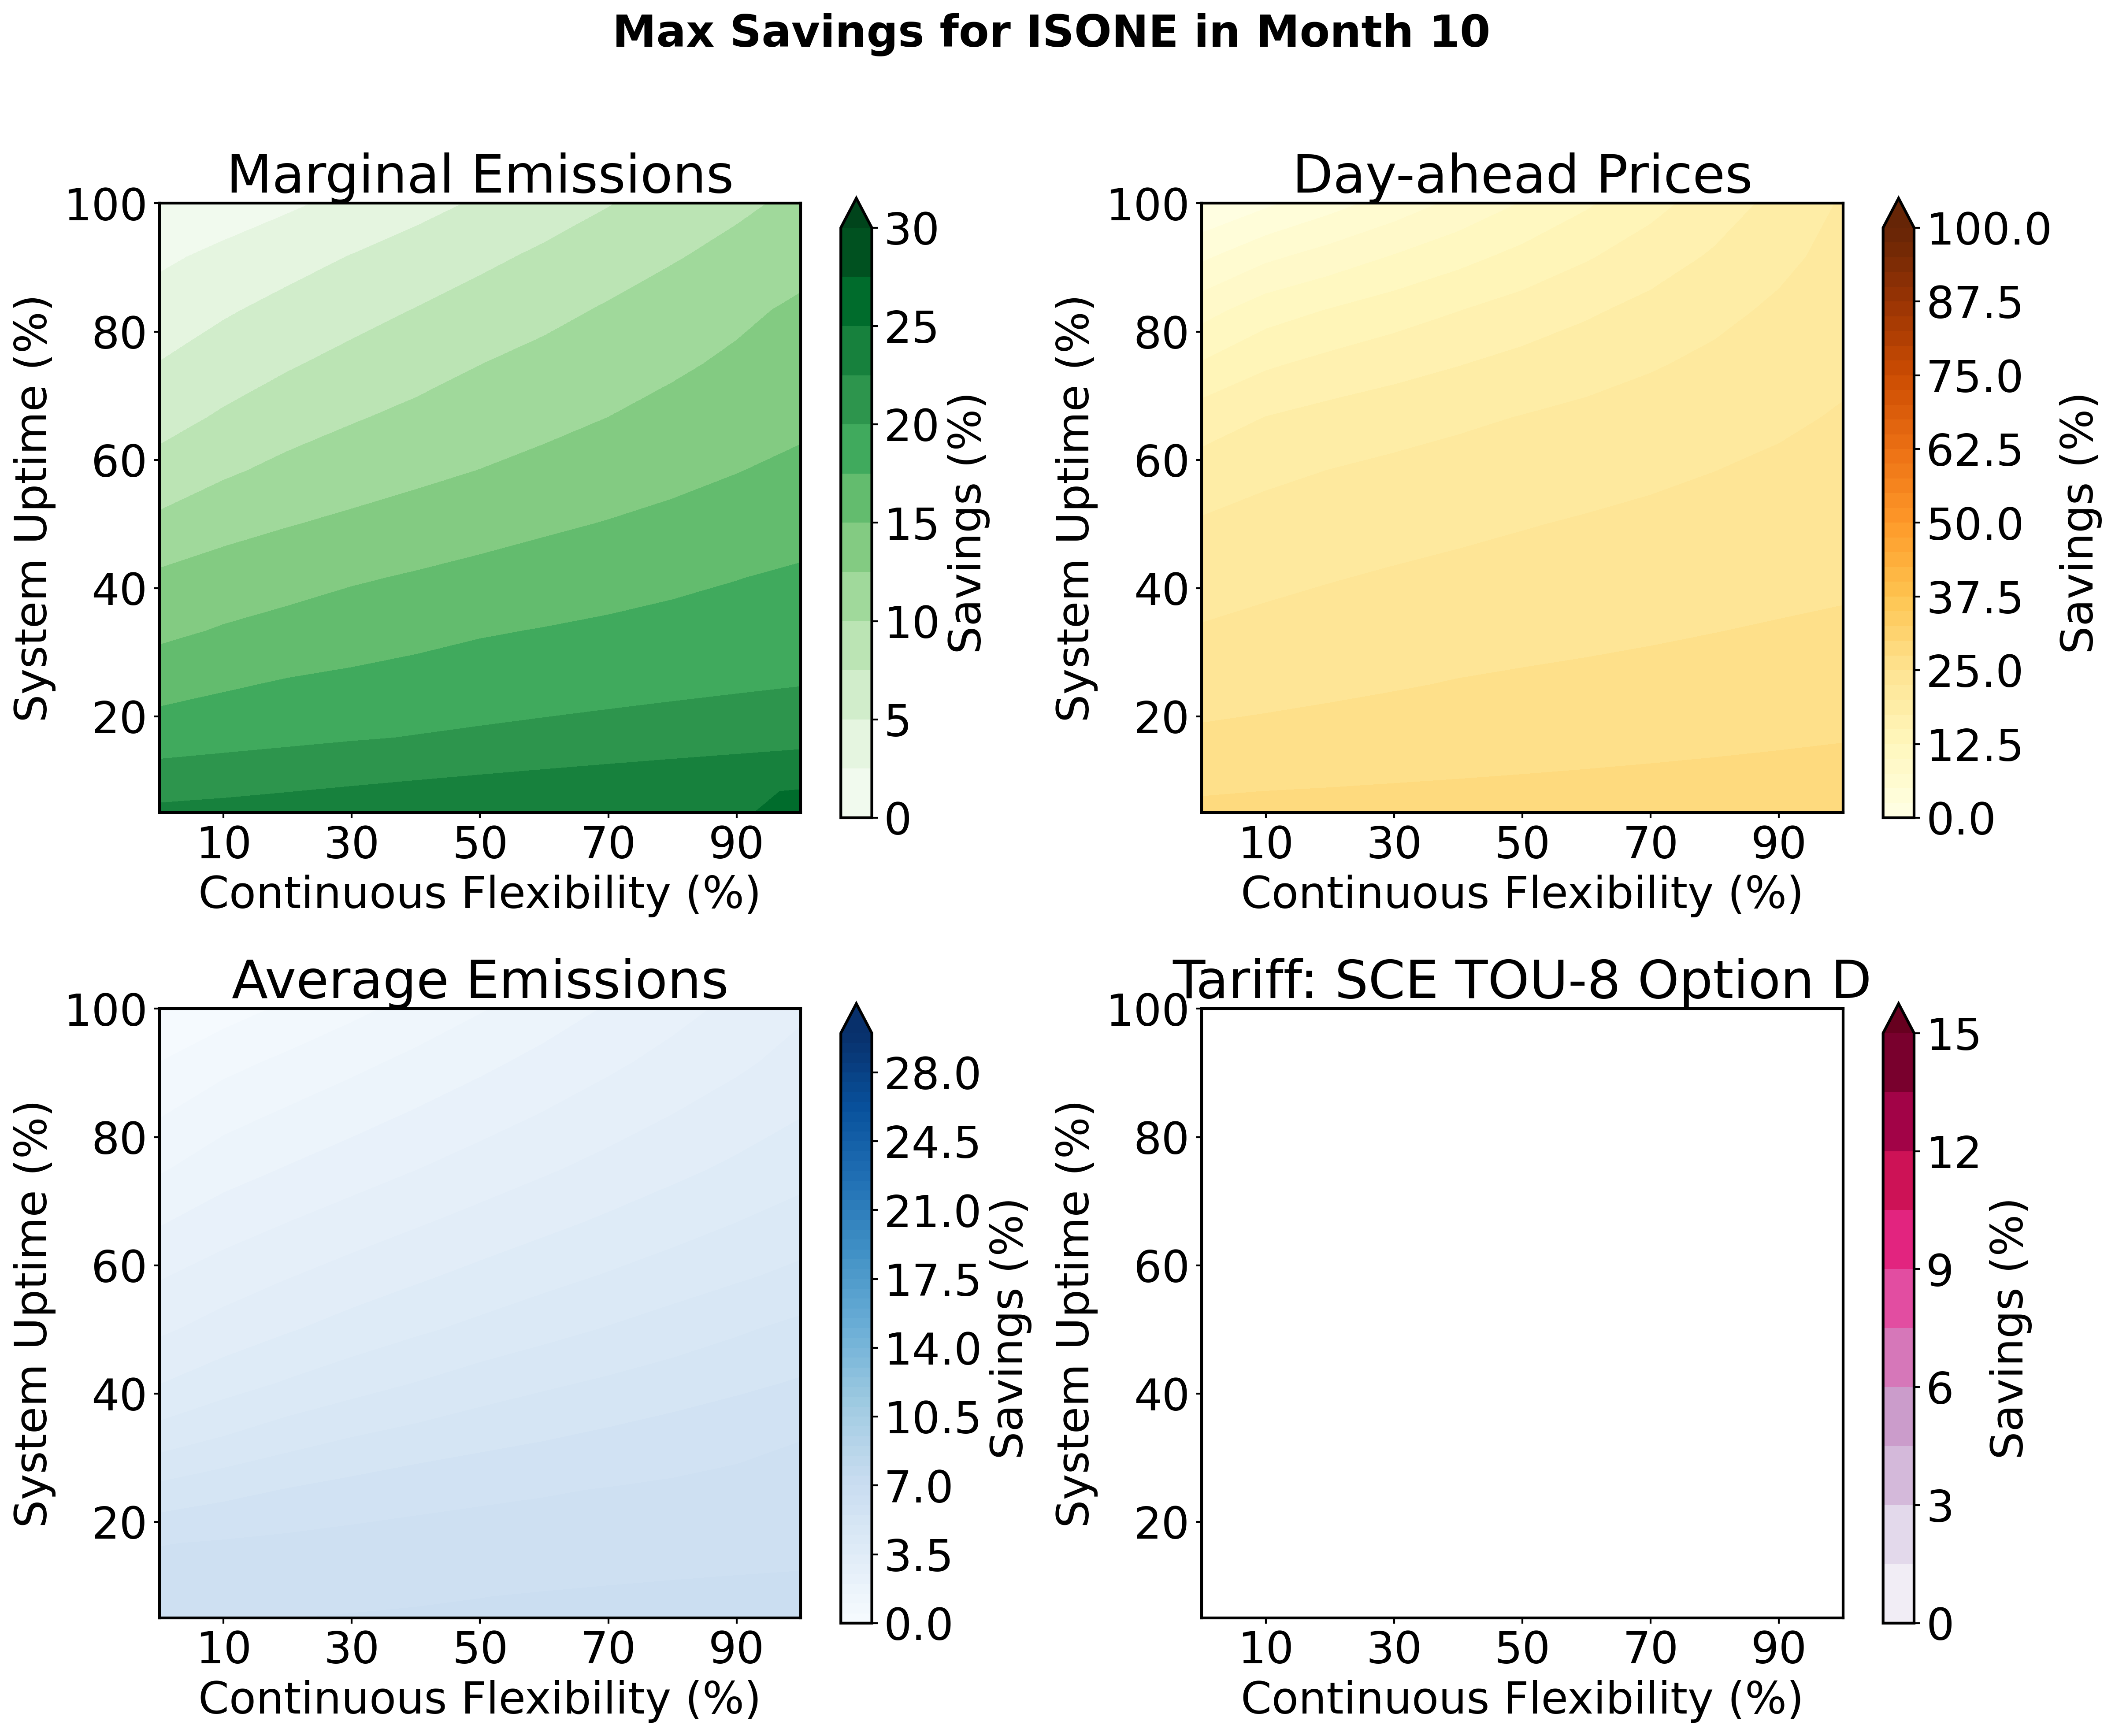 Max Savings for ISONE in Month 10
Marginal Emissions
100
80
60
40
20
System Uptime (%)
10 30 50 70 90
Continuous Flexibility (%)
30
25
20
15
10
5
0
Savings (%)
Day-ahead Prices
100
80
60
40
20
System Uptime (%)
10 30 50 70 90
Continuous Flexibility (%)
100.0
87.5
75.0
62.5
50.0
37.5
25.0
12.5
0.0
Savings (%)
Average Emissions
100
80
60
40
20
System Uptime (%)
10 30 50 70 90
Continuous Flexibility (%)
28.0
24.5
21.0
17.5
14.0
10.5
7.0
3.5
0.0
Savings (%)
Tariff: SCE TOU-8 Option D
100
80
60
40
20
System Uptime (%)
10 30 50 70 90
Continuous Flexibility (%)
15
12
9
6
3
0
Savings (%)